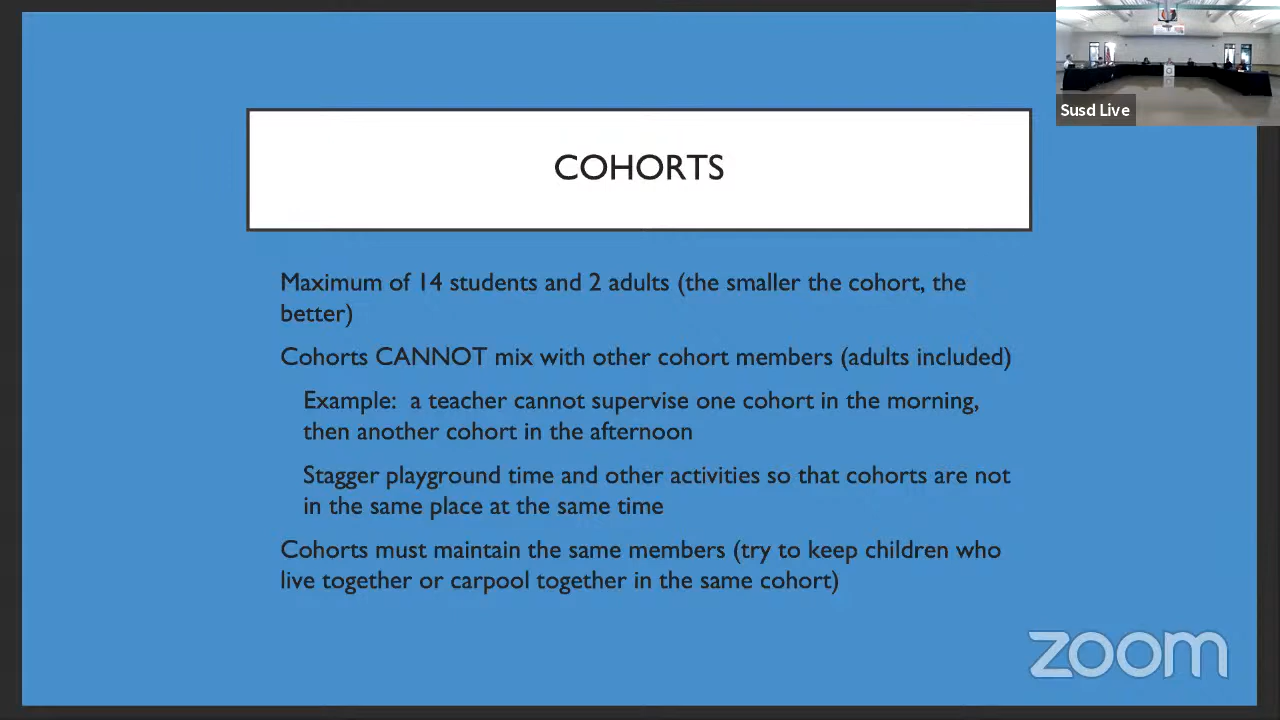 Susd Live
COHORTS
Maximum of 14 students and 2 adults (the smaller the cohort, the
better)
Cohorts CANNOT mix with other cohort members (adults included)
Example:  a teacher cannot supervise one cohort in the morning,
then another cohort in the afternoon
Stagger playground time and other activities so that cohorts are not
in the same place at the same time
Cohorts must maintain the same members (try to keep children who
live together or carpool together in the same cohort)
zoom